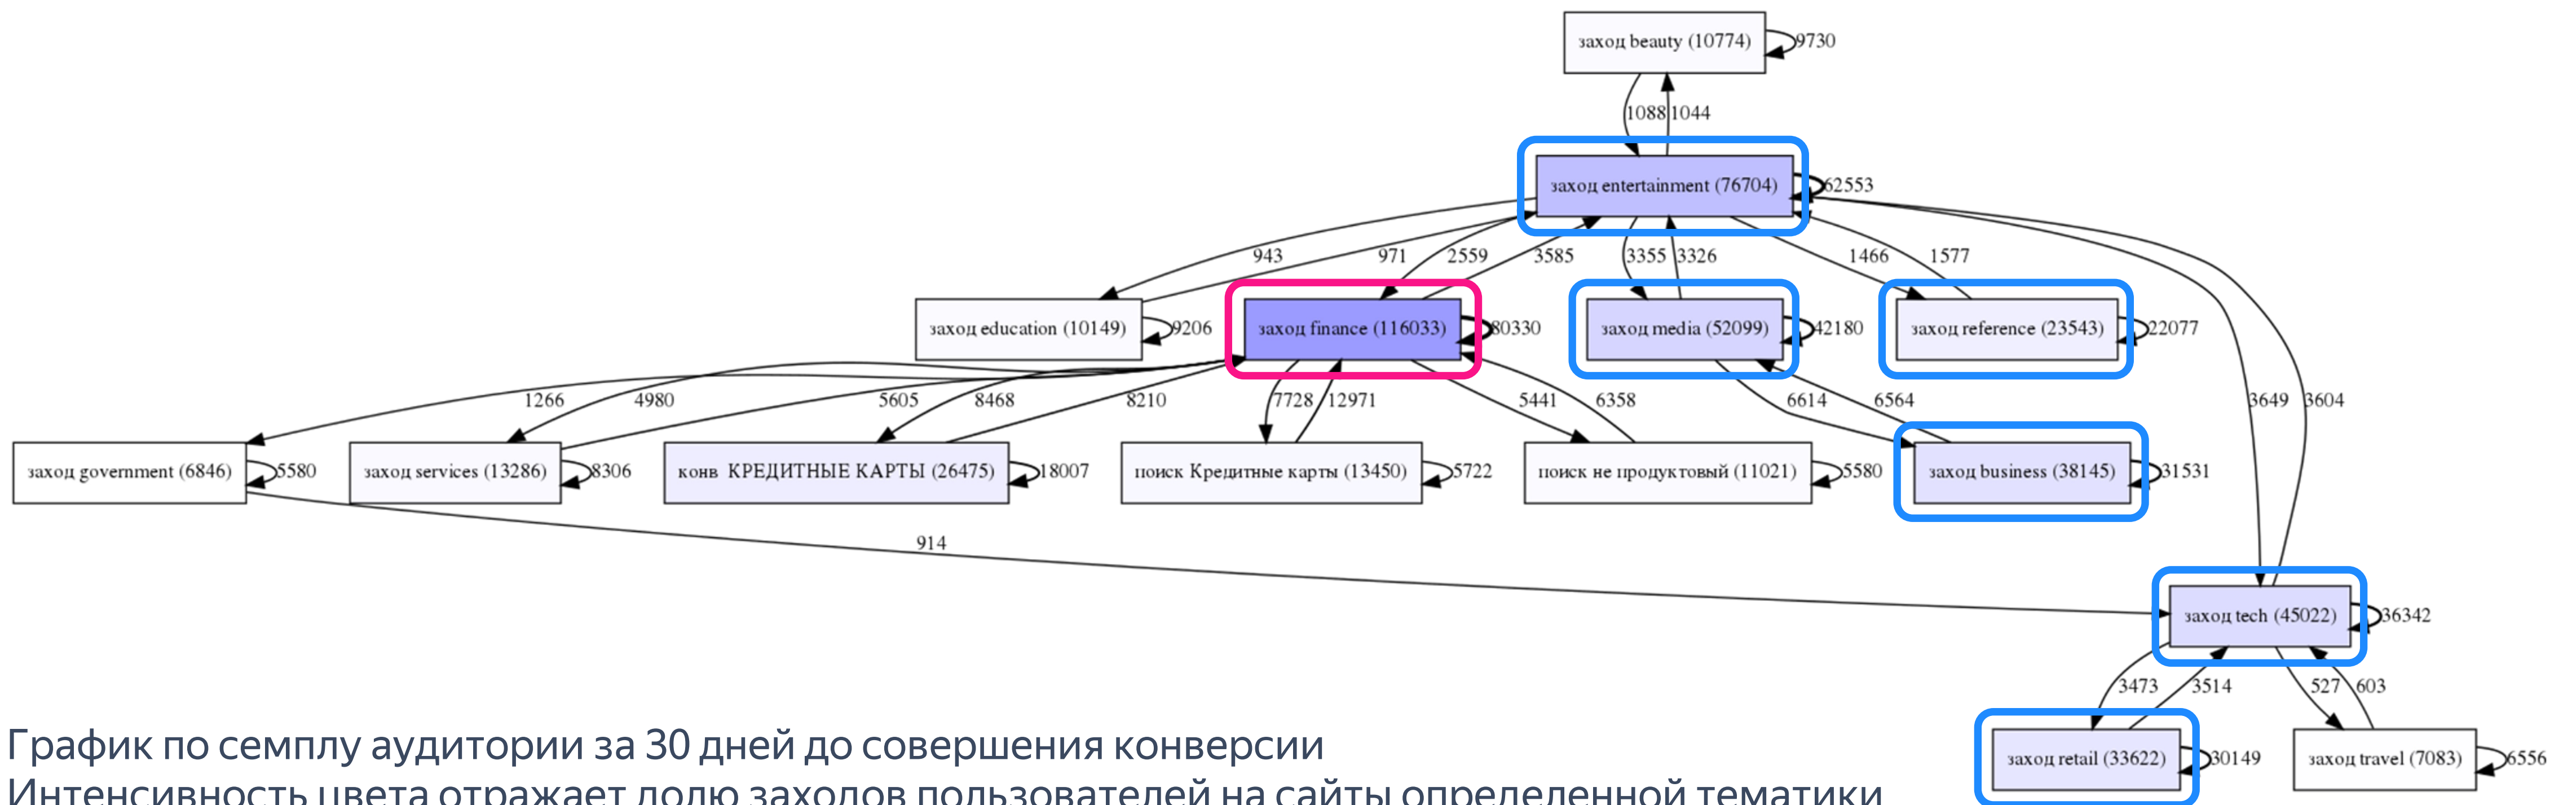 заход beauty (10774)
9730
1088
1044
заход entertainment (76704)
62553
943
971
2559
3585
3355
3326
1466
1577
заход education (10149)
9206
заход finance (116033)
80330
заход media (52099)
42180
заход reference (23543)
22077
1266
4980
5605
8468
8210
7728
12971
5441
6358
6614
6564
3649
3604
заход government (6846)
5580
заход services (13286)
8306
конв КРЕДИТНЫЕ КАРТЫ (26475)
18007
поиск Кредитные карты (13450)
5722
поиск не продуктовый (11021)
5580
заход business (38145)
31531
914
заход tech (45022)
36342
3473
3514
527
603
заход retail (33622)
30149
заход travel (7083)
6556
График по семплу аудитории за 30 дней до совершения конверсии
Интенсивность цвета отражает долю заходов пользователей на сайты определенной тематики